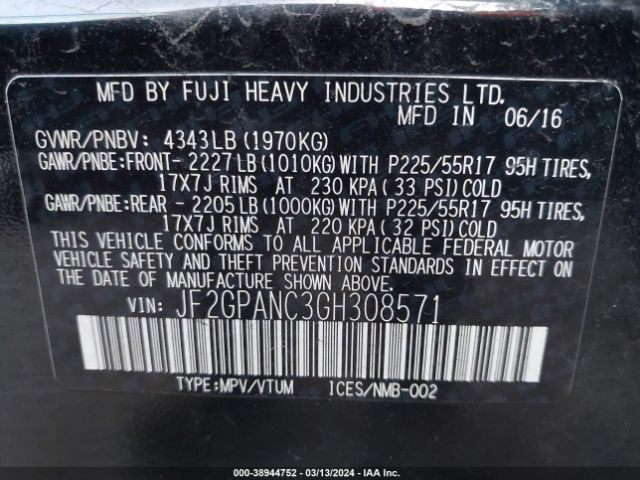 MFD BY FUJI HEAVY INDUSTRIES LTD.
MFD IN 06/16
GVWR/PNBV: 4343LB (1970KG)
GAWR/PNBE:FRONT- 2227LB(1010KG)WITH P225/55R17 95H TIRES,
17X7J RIMS AT 230 KPA(33 PSI)COLD
GAWR/PNBE:REAR - 2205LB(1000KG)WITH P225/55R17 95H TIRES,
17X7J RIMS AT 220 KPA(32 PSI)COLD
THIS VEHICLE CONFORMS TO ALL APPLICABLE FEDERAL MOTOR
VEHICLE SAFETY AND THEFT PREVENTION STANDARDS IN EFFECT ON
THE DATE OF MANUFACTURE SHOWN ABOVE.
VIN: JF2GPANC3GH308571
TYPE:MPV/VTUM ICES/NMB-002
000-38944752 - 03/13/2024 - IAA Inc.